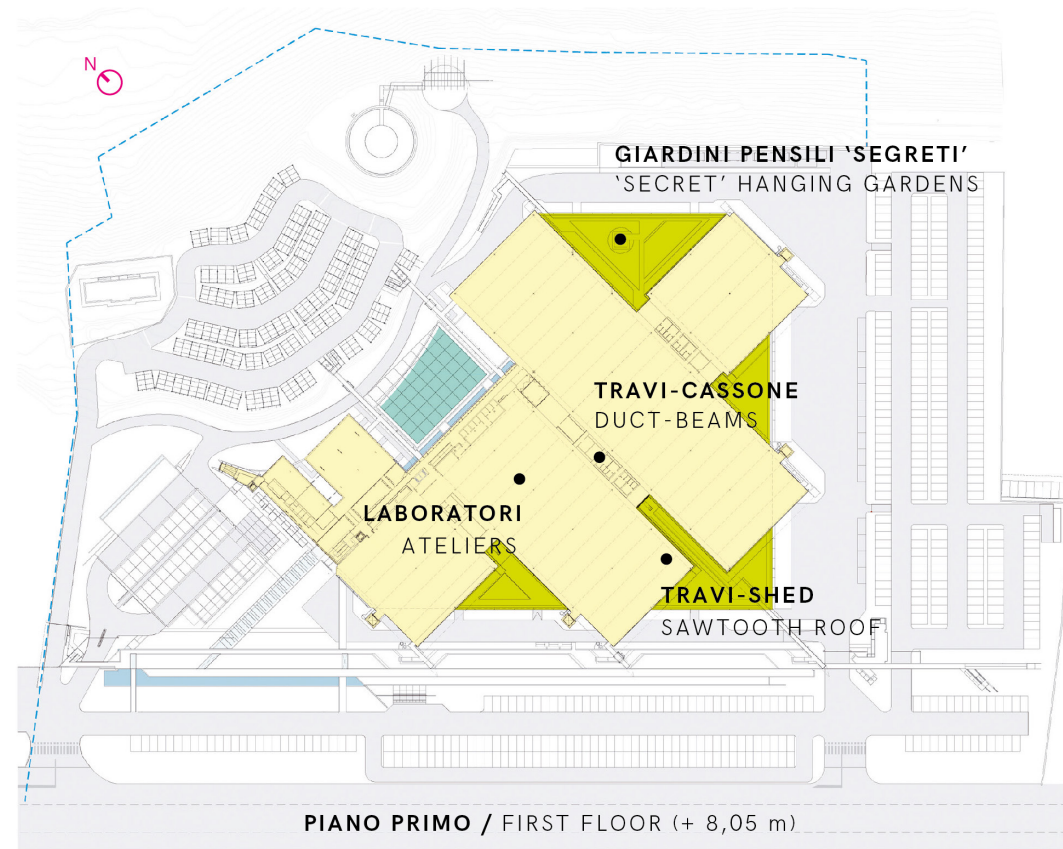 N
GIARDINI PENSILI ‘SEGRETI’
‘SECRET’ HANGING GARDENS
TRAVI-CASSONE
DUCT-BEAMS
LABORATORI
ATELIERS
TRAVI-SHED
SAWTOOTH ROOF
PIANO PRIMO / FIRST FLOOR (+ 8,05 m)